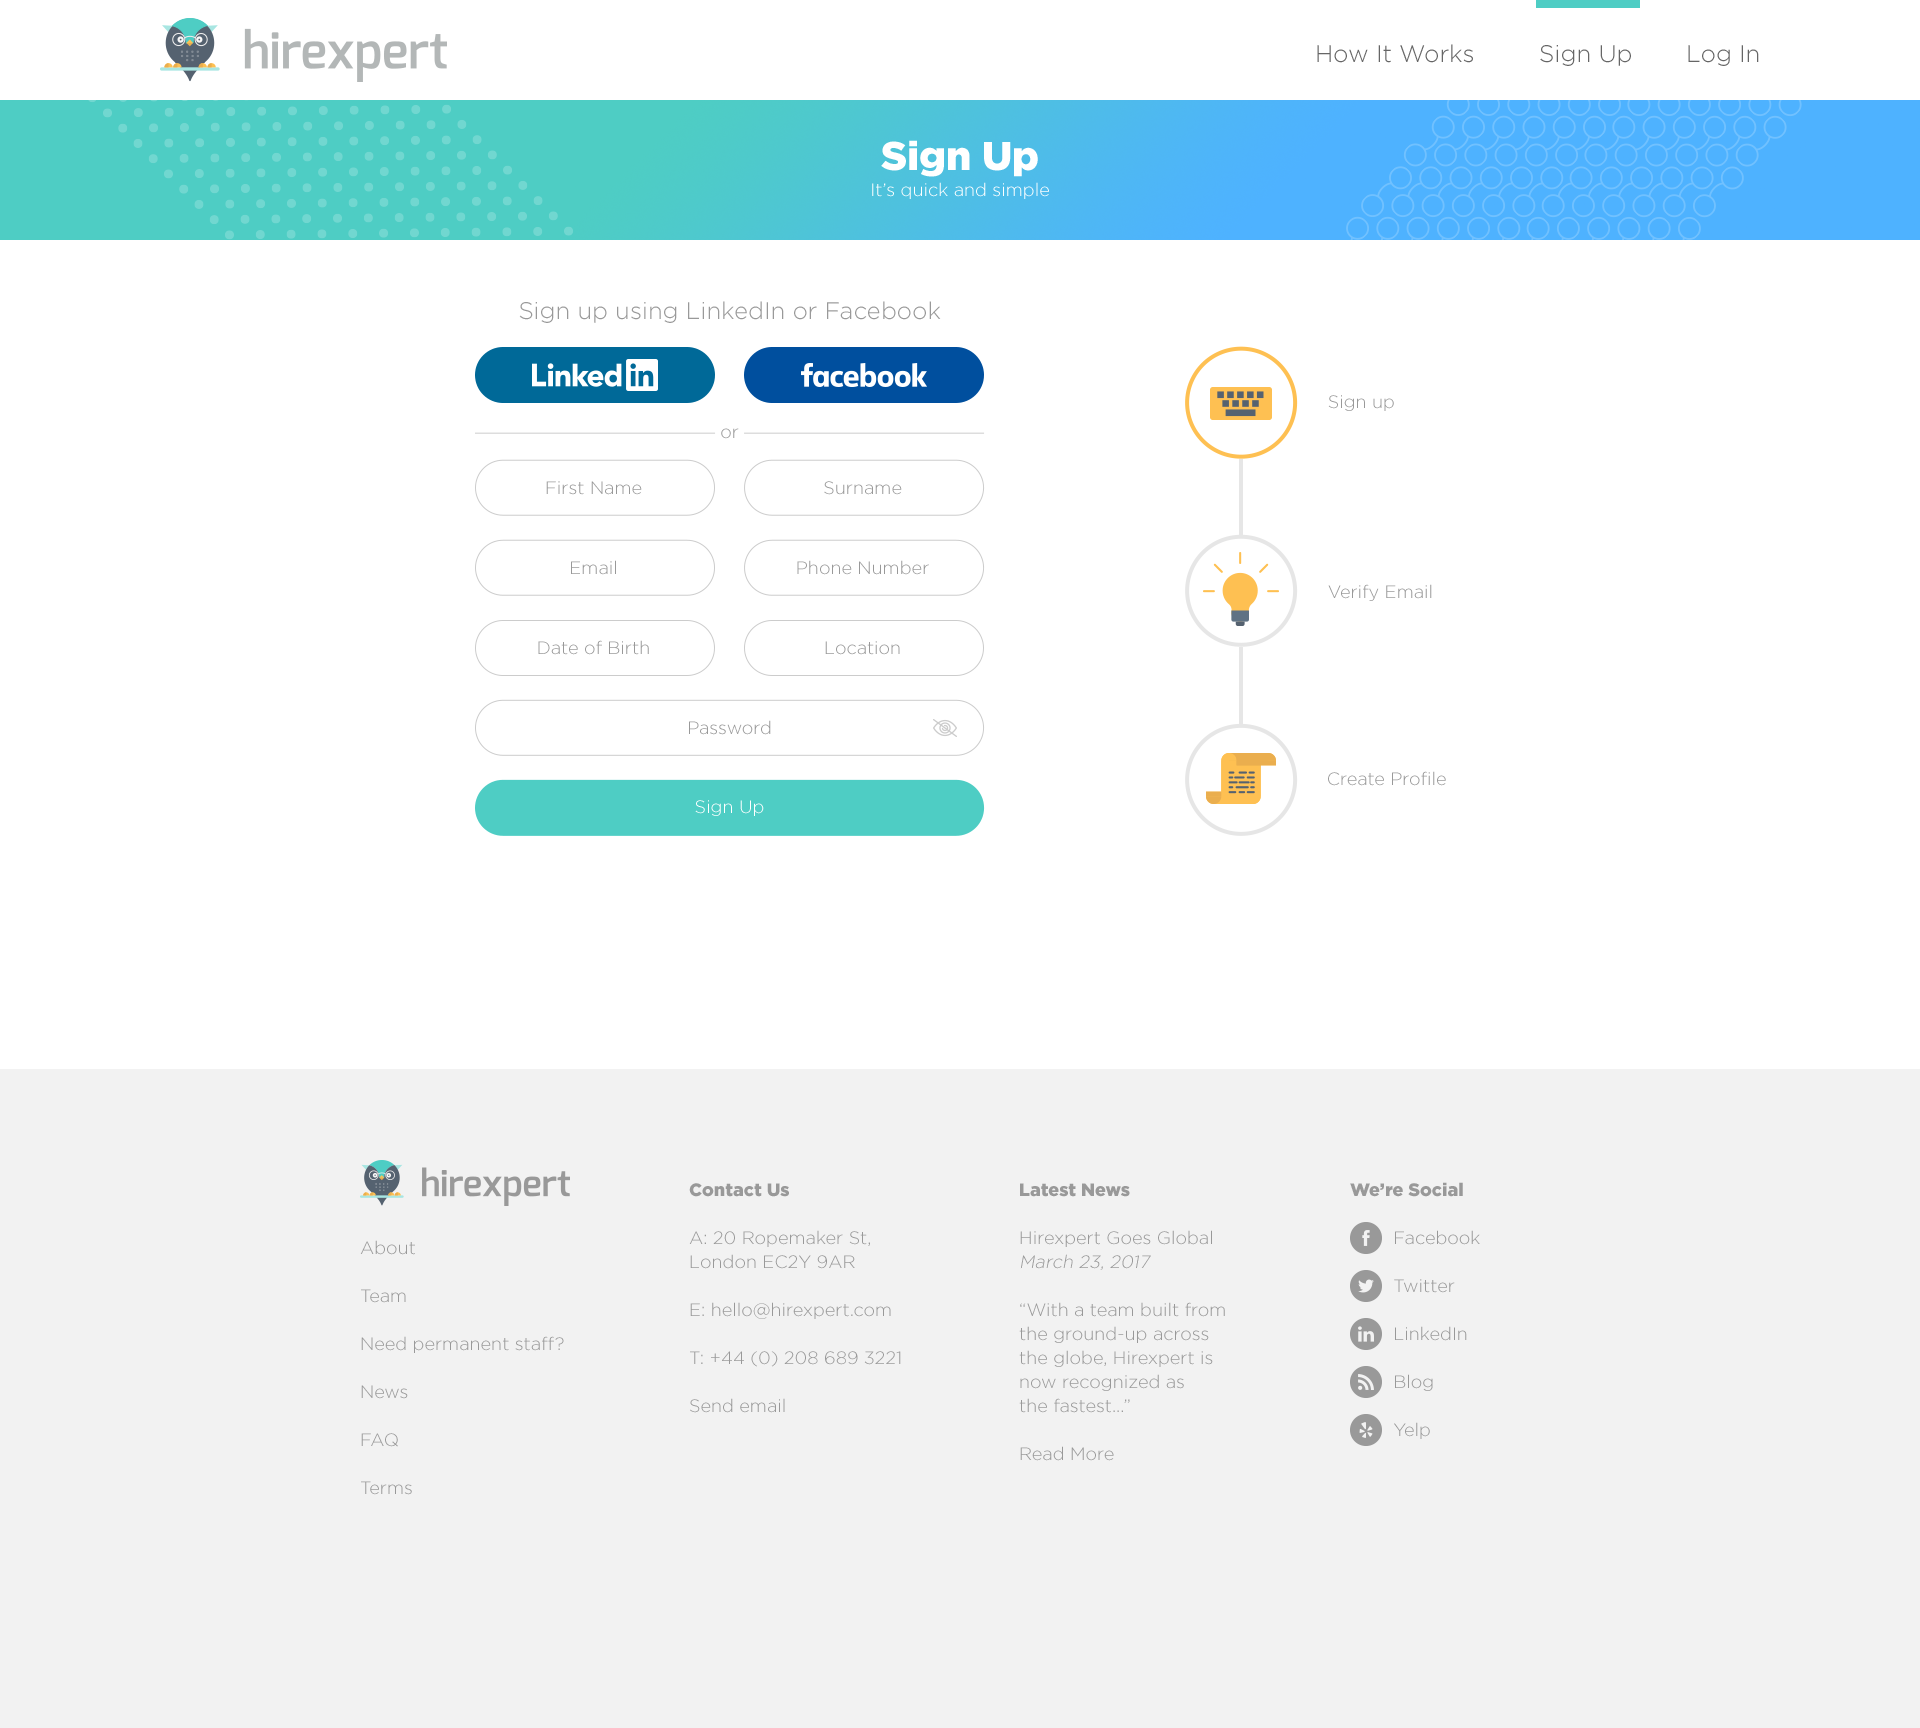 hirexpert
How It Works
Sign Up
Log In
Sign Up
It's quick and simple
Sign up using LinkedIn or Facebook
Linked in
facebook
or
First Name
Surname
Email
Phone Number
Date of Birth
Location
Password
Sign Up
Sign up
Verify Email
Create Profile
hirexpert
About
Team
Need permanent staff?
News
FAQ
Terms
Contact Us
A: 20 Ropemaker St,
London EC2Y 9AR
E: hello@hirexpert.com
T: +44 (0) 208 689 3221
Send email
Latest News
Hirexpert Goes Global
March 23, 2017
“With a team built from
the ground-up across
the globe, Hirexpert is
now recognized as
the fastest...”
Read More
We’re Social
Facebook
Twitter
LinkedIn
Blog
Yelp